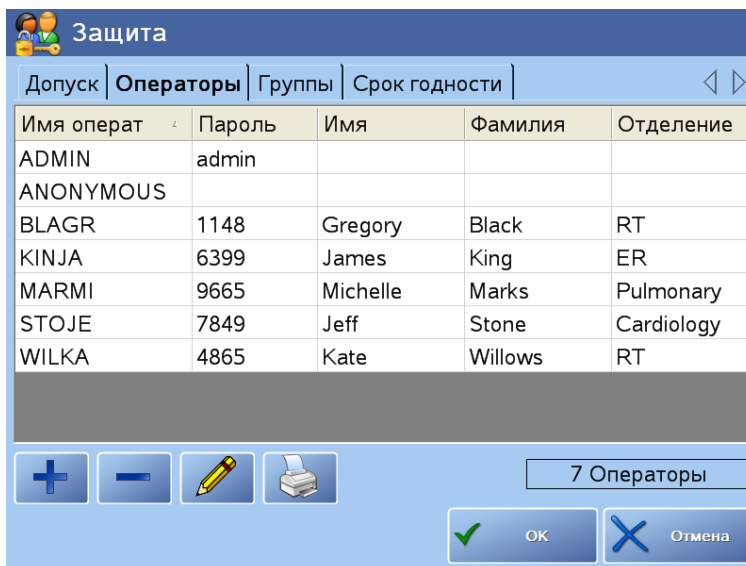 Защита
Допуск Операторы Группы Срок годности
Имя операт Пароль Имя Фамилия Отделение
ADMIN admin
ANONYMOUS
BLAGR 1148 Gregory Black RT
KINJA 6399 James King ER
MARMI 9665 Michelle Marks Pulmonary
STOJE 7849 Jeff Stone Cardiology
WILKA 4865 Kate Willows RT
7 Операторы
ОК Отмена